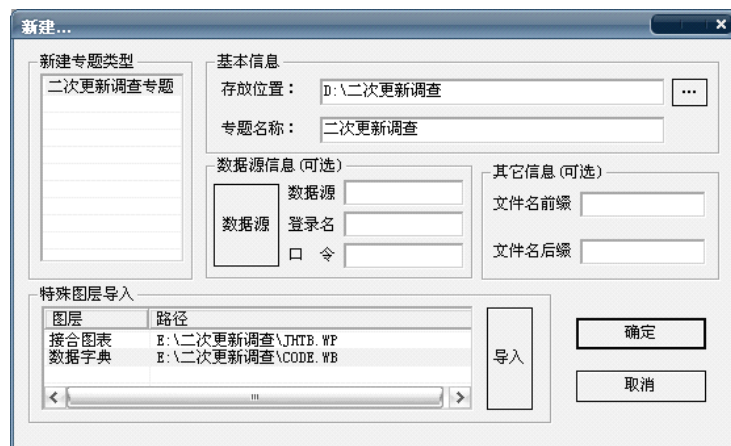 新建...
新建专题类型
二次更新调查专题
基本信息
存放位置： D:\二次更新调查 ...
专题名称： 二次更新调查
数据源信息(可选)
数据源
数据源
登录名
口 令
其它信息(可选)
文件名前缀
文件名后缀
特殊图层导入
图层 路径
接合图表 E:\二次更新调查\JHTB.WP
数据字典 E:\二次更新调查\CODE.WB
导入
确定
取消